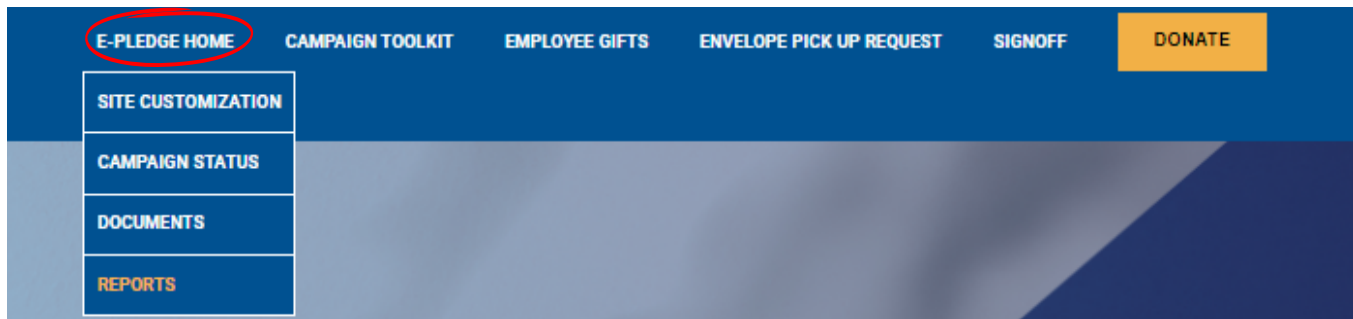 E-PLEDGE HOME CAMPAIGN TOOLKIT EMPLOYEE GIFTS ENVELOPE PICK UP REQUEST SIGNOFF DONATE
SITE CUSTOMIZATION
CAMPAIGN STATUS
DOCUMENTS
REPORTS